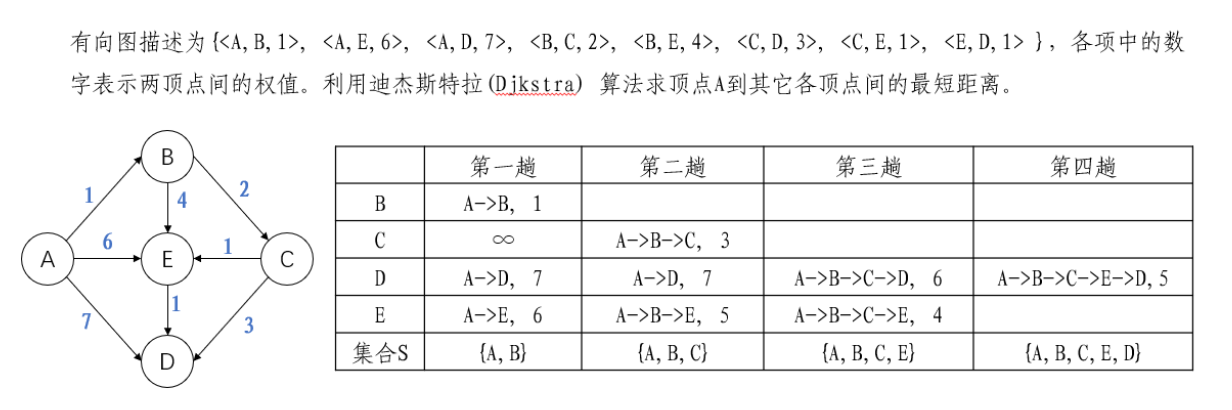 有向图描述为{<A,B,1>, <A,E,6>, <A,D,7>, <B,C,2>, <B,E,4>, <C,D,3>, <C,E,1>, <E,D,1> }，各项中的数
字表示两顶点间的权值。利用迪杰斯特拉(Djkstra) 算法求顶点A到其它各顶点间的最短距离。
B
1 4 2
A 6 E 1 C
7 1 3
D
第一趟 第二趟 第三趟 第四趟
B A->B, 1
C ∞ A->B->C, 3
D A->D, 7 A->D, 7 A->B->C->D, 6 A->B->C->E->D,5
E A->E, 6 A->B->E, 5 A->B->C->E, 4
集合S {A,B} {A,B,C} {A,B,C,E} {A,B,C,E,D}